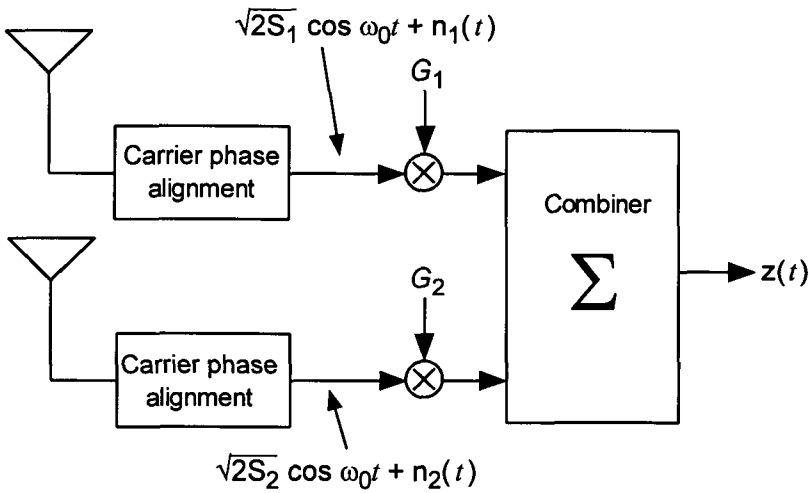 √2S₁ cos ω₀t + n₁(t)
G₁
Carrier phase
alignment
Combiner
Σ
z(t)
G₂
Carrier phase
alignment
√2S₂ cos ω₀t + n₂(t)